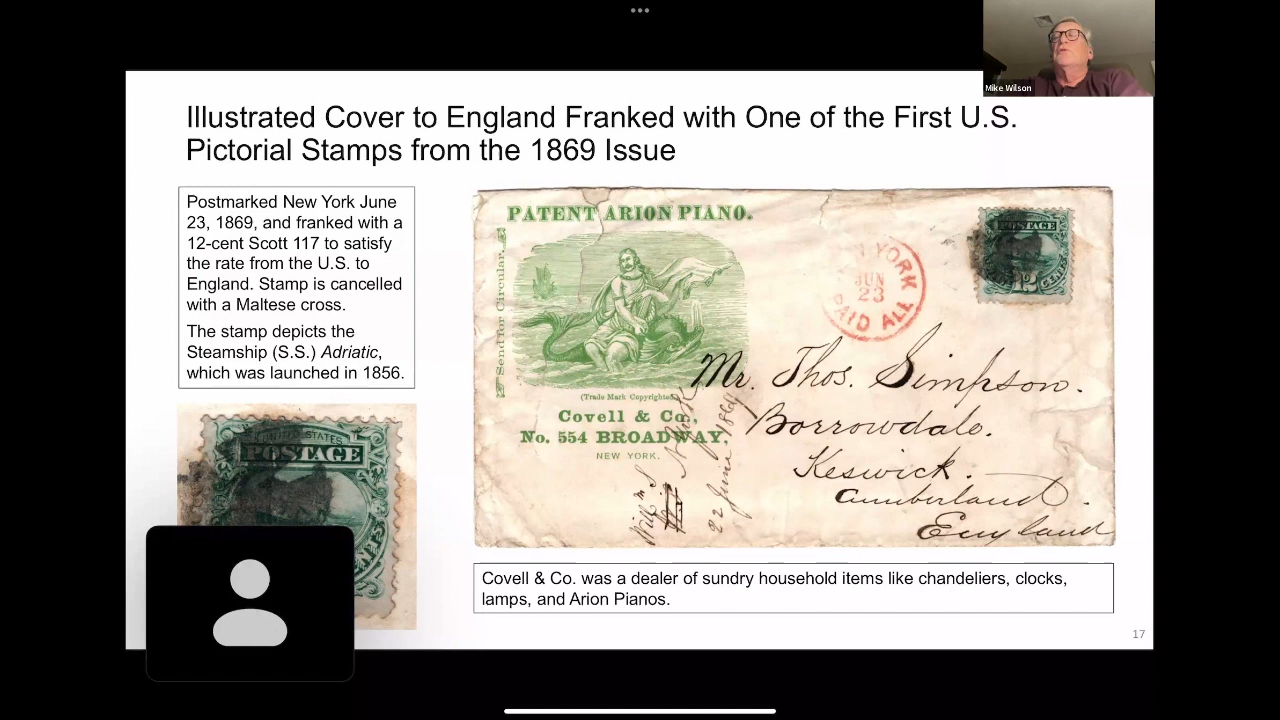 Mike Wilson
Illustrated Cover to England Franked with One of the First U.S.
Pictorial Stamps from the 1869 Issue
Postmarked New York June
23, 1869, and franked with a
12-cent Scott 117 to satisfy
the rate from the U.S. to
England. Stamp is cancelled
with a Maltese cross.
The stamp depicts the
Steamship (S.S.) Adriatic,
which was launched in 1856.
UNITED STATES
POSTAGE
PATENT ARION PIANO.
Send for Circular.
(Trade Mark Copyrighted)
Covell & Co.,
No. 554 BROADWAY,
NEW YORK.
YORK
JUN
23
PAID ALL
POSTAGE
12
CENTS
Mr. Thos. Simpson.
Borrowdale.
Keswick.
Cumberland.
England
22 June 1869
Covell & Co. was a dealer of sundry household items like chandeliers, clocks,
lamps, and Arion Pianos.
17